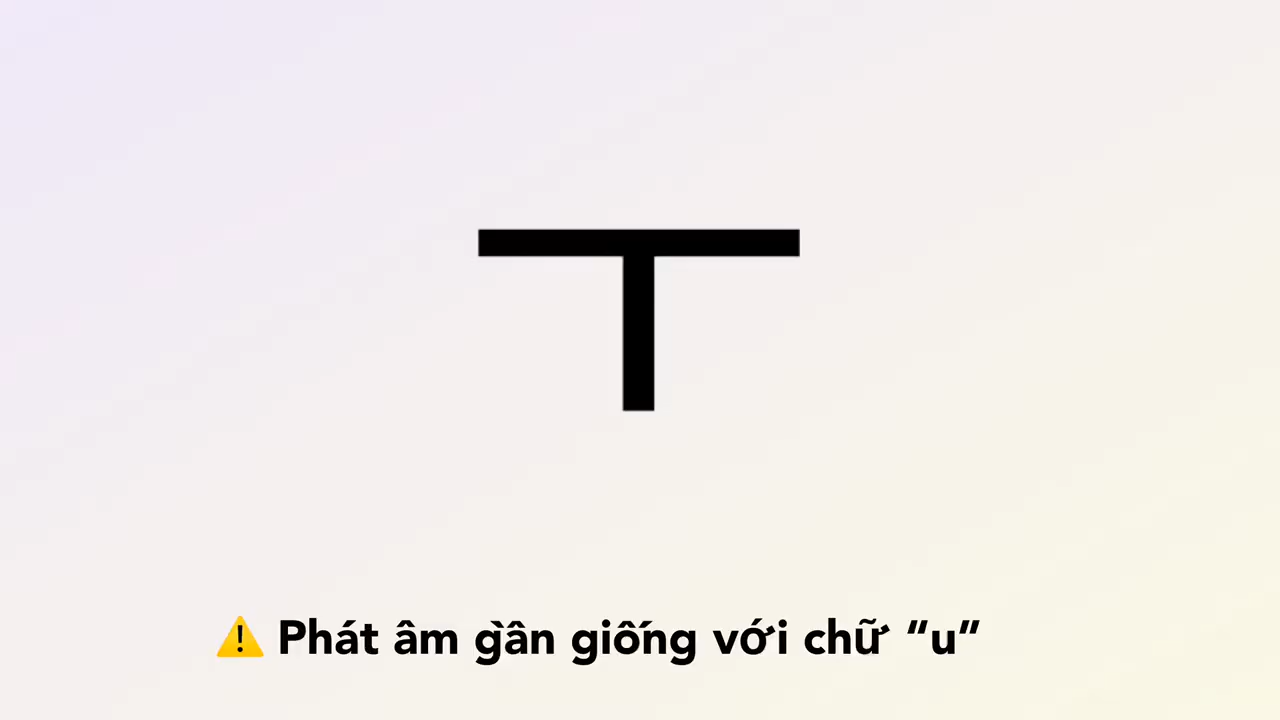 ㅜ
⚠️ Phát âm gần giống với chữ “u”